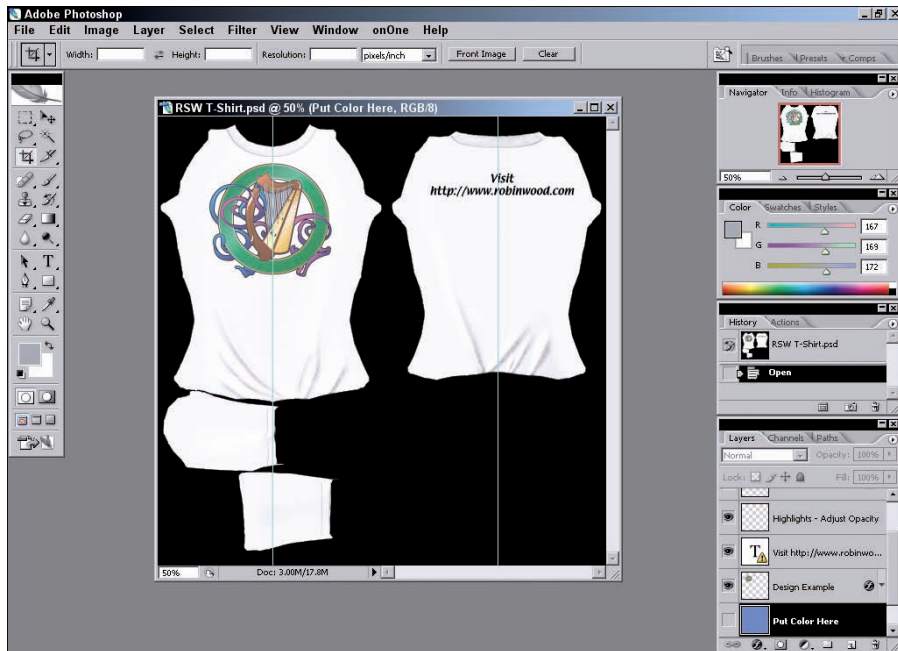 Adobe Photoshop
File Edit Image Layer Select Filter View Window onOne Help
Width: Height: Resolution: pixels/inch Front Image Clear
Brushes Presets Comps
RSW T-Shirt.psd @ 50% (Put Color Here, RGB/8)
Visit
http://www.robinwood.com
50% Doc: 3.00M/17.8M
Navigator Info Histogram
50%
Color Swatches Styles
R 167
G 169
B 172
History Actions
RSW T-Shirt.psd
Open
Layers Channels Paths
Normal Opacity: 100%
Lock: Fill: 100%
Highlights - Adjust Opacity
T Visit http://www.robinwo...
Design Example
Put Color Here